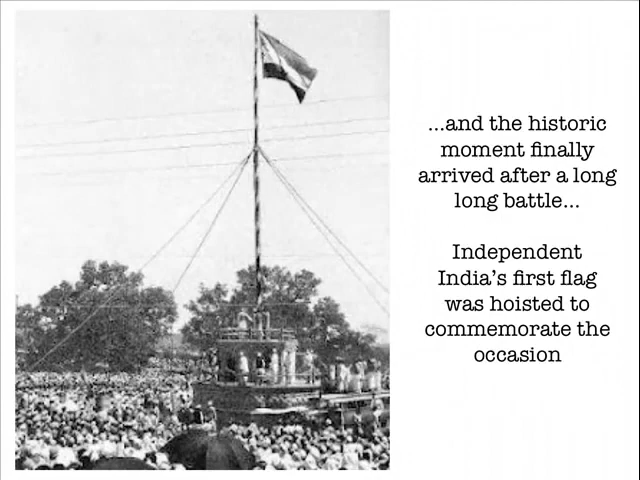 ...and the historic
moment finally
arrived after a long
long battle...
Independent
India's first flag
was hoisted to
commemorate the
occasion